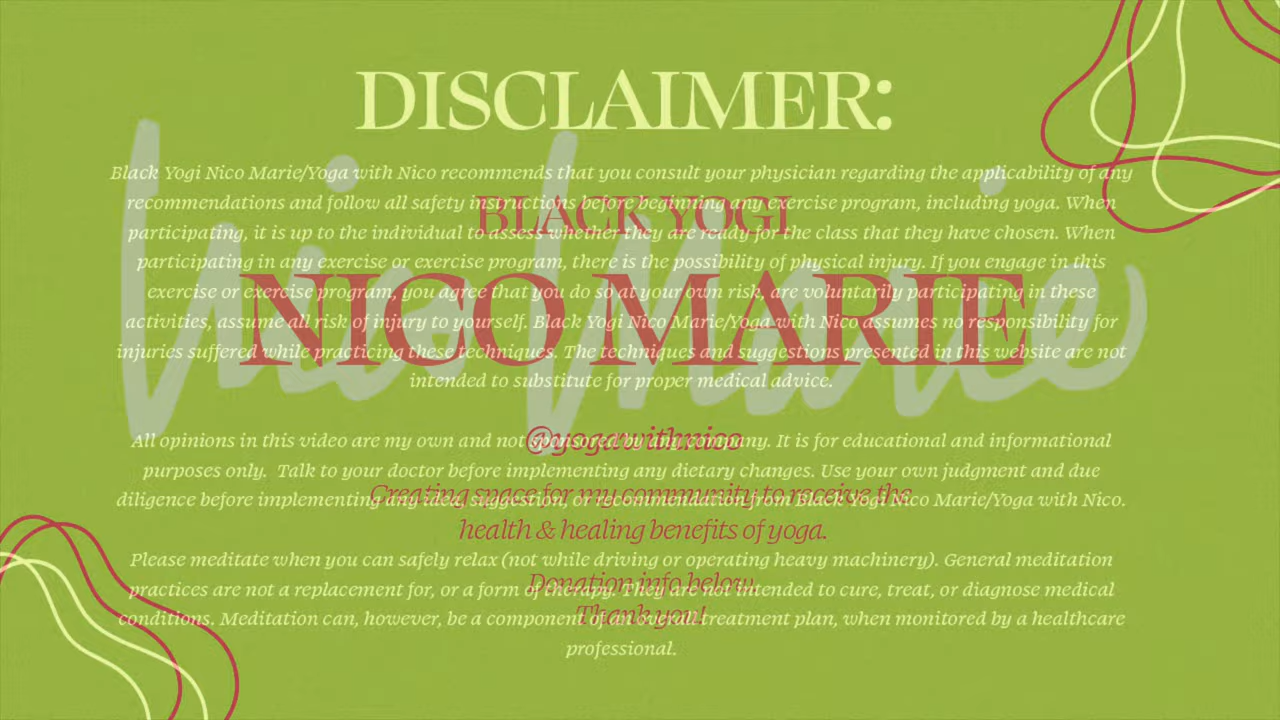 DISCLAIMER:
Black Yogi Nico Marie/Yoga with Nico recommends that you consult your physician regarding the applicability of any
recommendations and follow all safety instructions before beginning any exercise program, including yoga. When
BLACK YOGI
participating, it is up to the individual to assess whether they are ready for the class that they have chosen. When
participating in any exercise or exercise program, there is the possibility of physical injury. If you engage in this
exercise or exercise program, you agree that you do so at your own risk, are voluntarily participating in these
NICO MARIE
nico marie
activities, assume all risk of injury to yourself. Black Yogi Nico Marie/Yoga with Nico assumes no responsibility for
injuries suffered while practicing these techniques. The techniques and suggestions presented in this website are not
intended to substitute for proper medical advice.
All opinions in this video are my own and not sponsored by any company. It is for educational and informational
@yogawithnico
purposes only. Talk to your doctor before implementing any dietary changes. Use your own judgment and due
diligence before implementing any idea, suggestion, or recommendation from Black Yogi Nico Marie/Yoga with Nico.
Creating space for my community to receive the
health & healing benefits of yoga.
Please meditate when you can safely relax (not while driving or operating heavy machinery). General meditation
Donation info below.
practices are not a replacement for, or a form of therapy. They are not intended to cure, treat, or diagnose medical
Thank you!
conditions. Meditation can, however, be a component of an overall treatment plan, when monitored by a healthcare
professional.